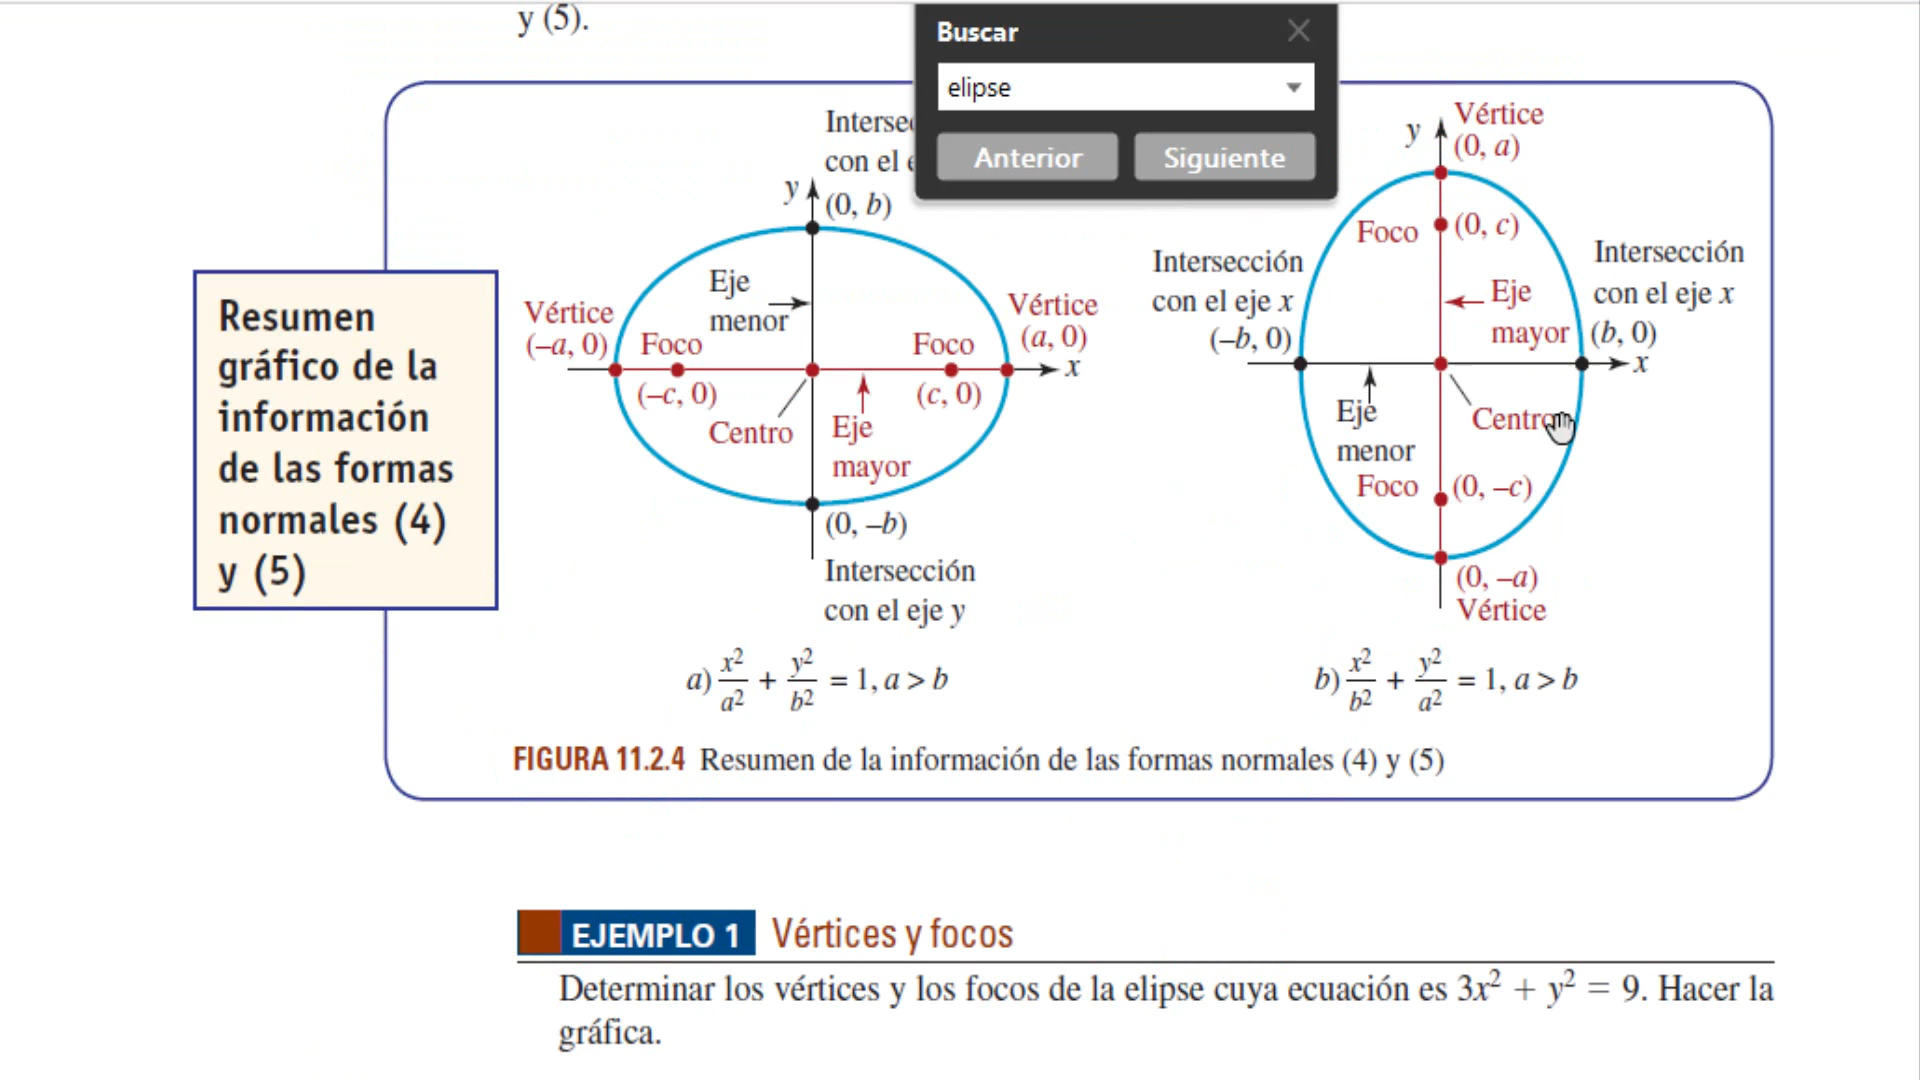 y (5).
Buscar
elipse
Anterior
Siguiente
Resumen
gráfico de la
información
de las formas
normales (4)
y (5)
con el
y
(0, b)
Eje
menor
Vértice
(–a, 0)
Foco
(–c, 0)
Foco
(c, 0)
Vértice
(a, 0)
x
Centro
Eje
mayor
(0, –b)
Intersección
con el eje y
a) x²/a² + y²/b² = 1, a > b
y
Vértice
(0, a)
Foco
(0, c)
Intersección
con el eje x
(–b, 0)
Eje
mayor
Intersección
con el eje x
(b, 0)
x
Eje
menor
Centro
Foco
(0, –c)
(0, –a)
Vértice
b) x²/b² + y²/a² = 1, a > b
FIGURA 11.2.4 Resumen de la información de las formas normales (4) y (5)
EJEMPLO 1 Vértices y focos
Determinar los vértices y los focos de la elipse cuya ecuación es 3x² + y² = 9. Hacer la
gráfica.